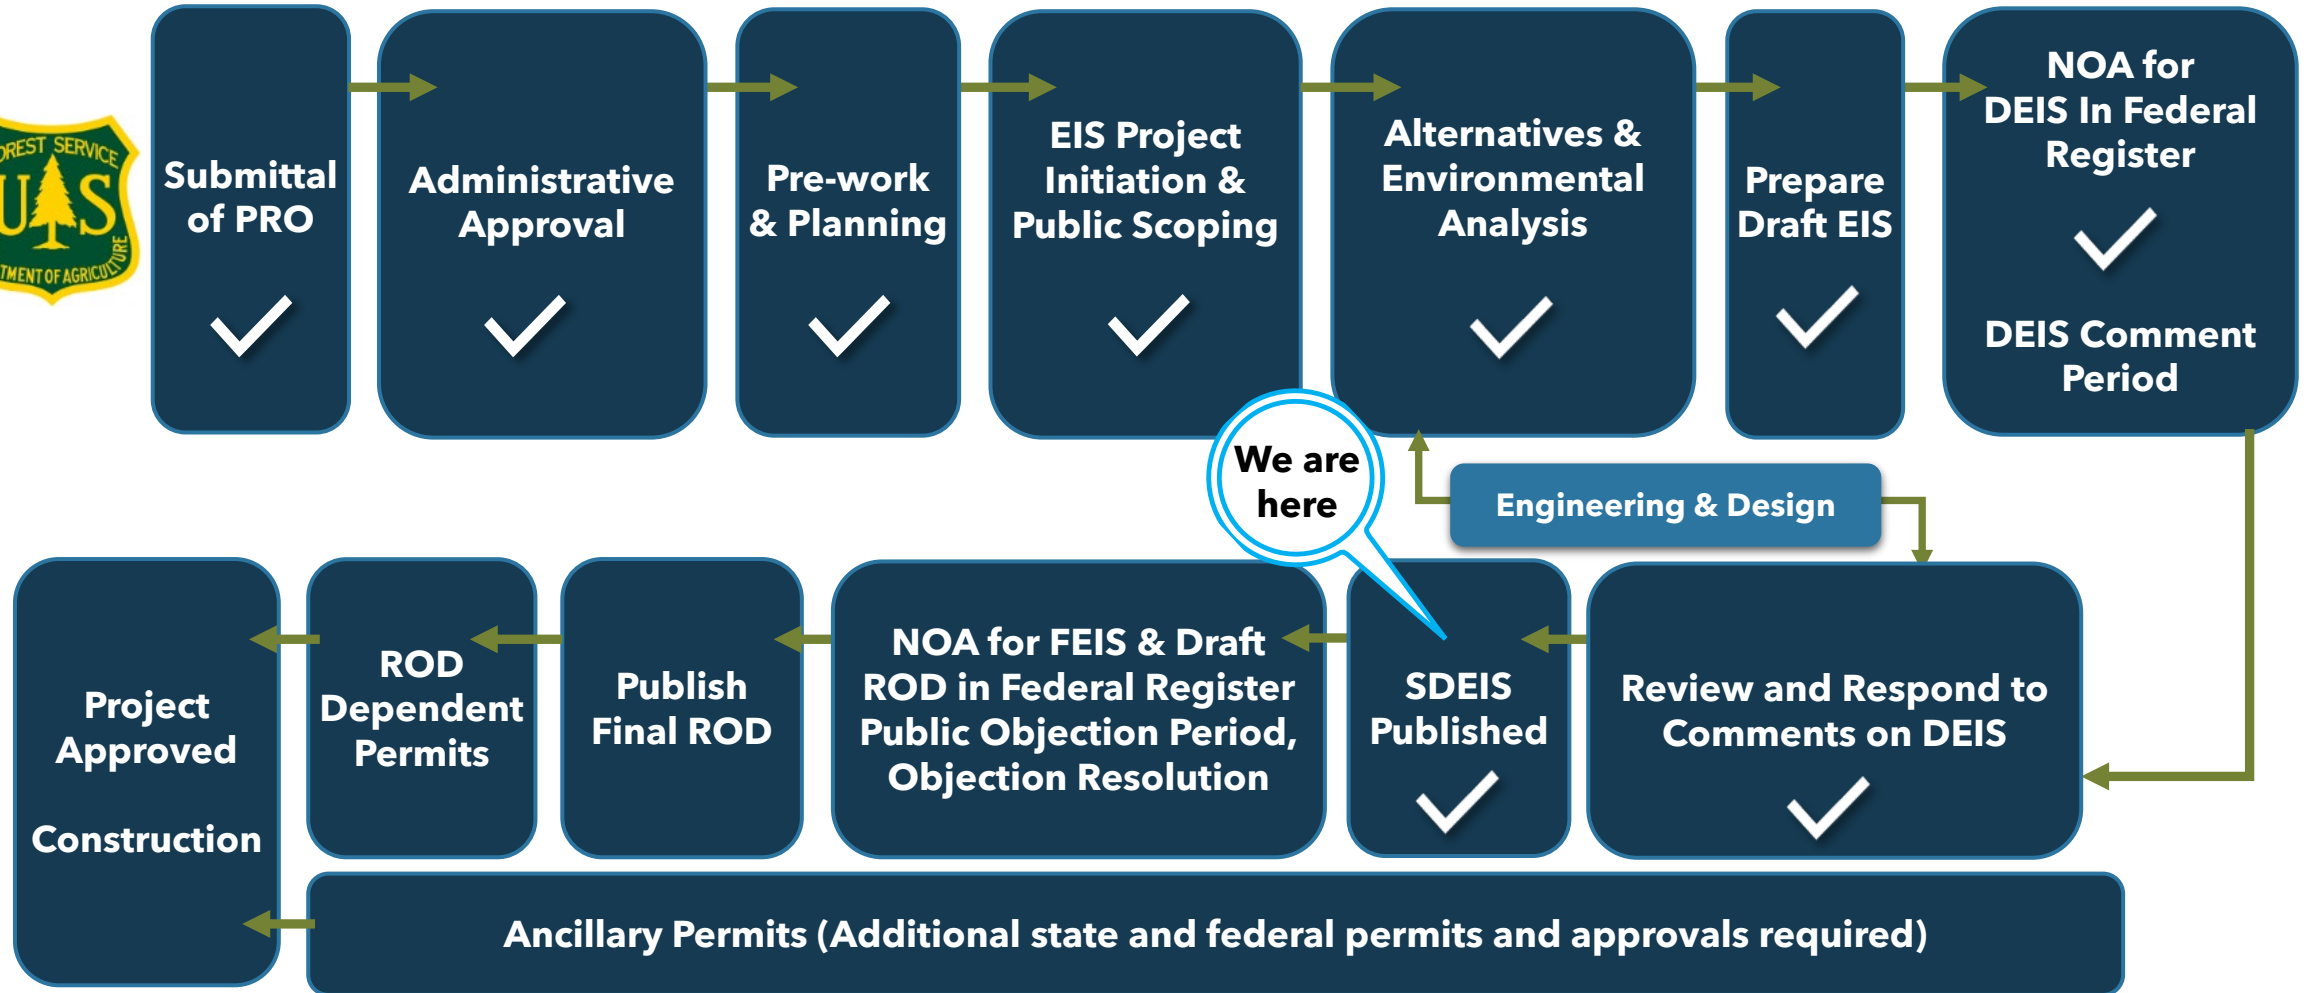 FOREST SERVICE
U S
DEPARTMENT OF AGRICULTURE
Submittal
of PRO
Administrative
Approval
Pre-work
& Planning
EIS Project
Initiation &
Public Scoping
Alternatives &
Environmental
Analysis
Prepare
Draft EIS
NOA for
DEIS In Federal
Register
DEIS Comment
Period
We are
here
Engineering & Design
Project
Approved
Construction
ROD
Dependent
Permits
Publish
Final ROD
NOA for FEIS & Draft
ROD in Federal Register
Public Objection Period,
Objection Resolution
SDEIS
Published
Review and Respond to
Comments on DEIS
Ancillary Permits (Additional state and federal permits and approvals required)